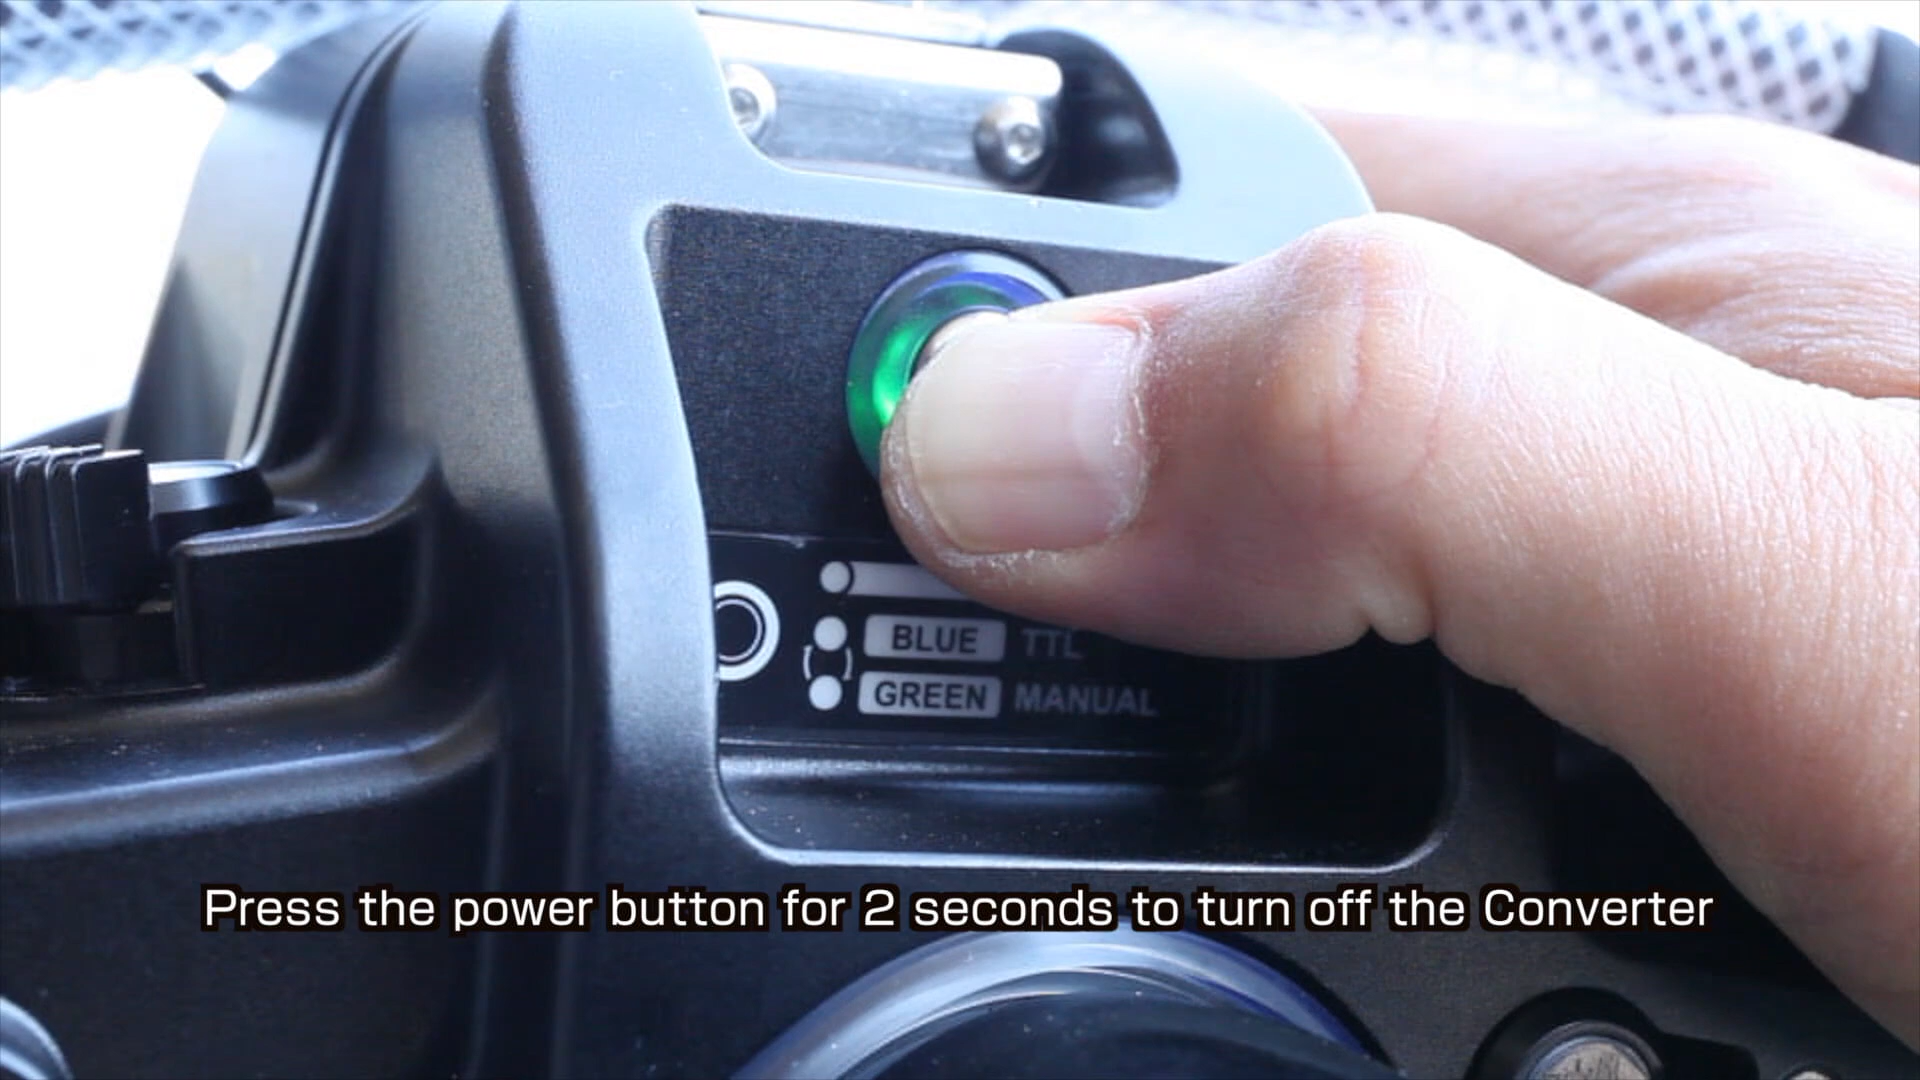 BLUE TTL
GREEN MANUAL
Press the power button for 2 seconds to turn off the Converter